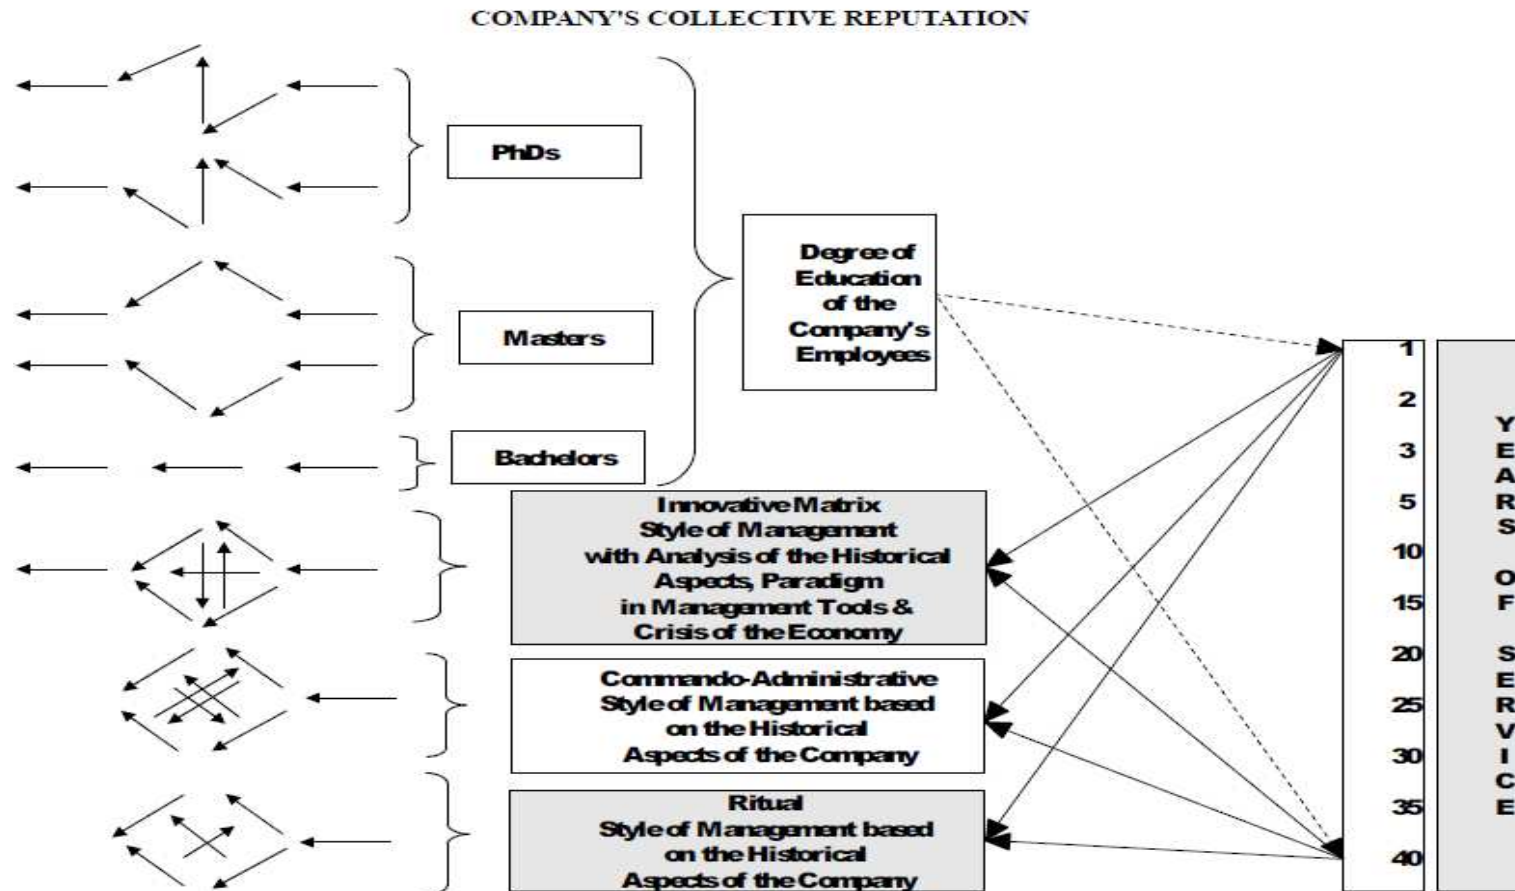 COMPANY'S COLLECTIVE REPUTATION
PhDs
Masters
Bachelors
Degree of
Education
of the
Company's
Employees
Innovative Matrix
Style of Management
with Analysis of the Historical
Aspects, Paradigm
in Management Tools &
Crisis of the Economy
Commando-Administrative
Style of Management based
on the Historical
Aspects of the Company
Ritual
Style of Management based
on the Historical
Aspects of the Company
1
2
3
5
10
15
20
25
30
35
40
YEARS OF SERVICE